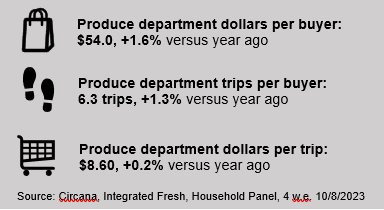 Produce department dollars per buyer:
$54.0, +1.6% versus year ago
Produce department trips per buyer:
6.3 trips, +1.3% versus year ago
Produce department dollars per trip:
$8.60, +0.2% versus year ago
Source: Circana, Integrated Fresh, Household Panel, 4 w.e. 10/8/2023